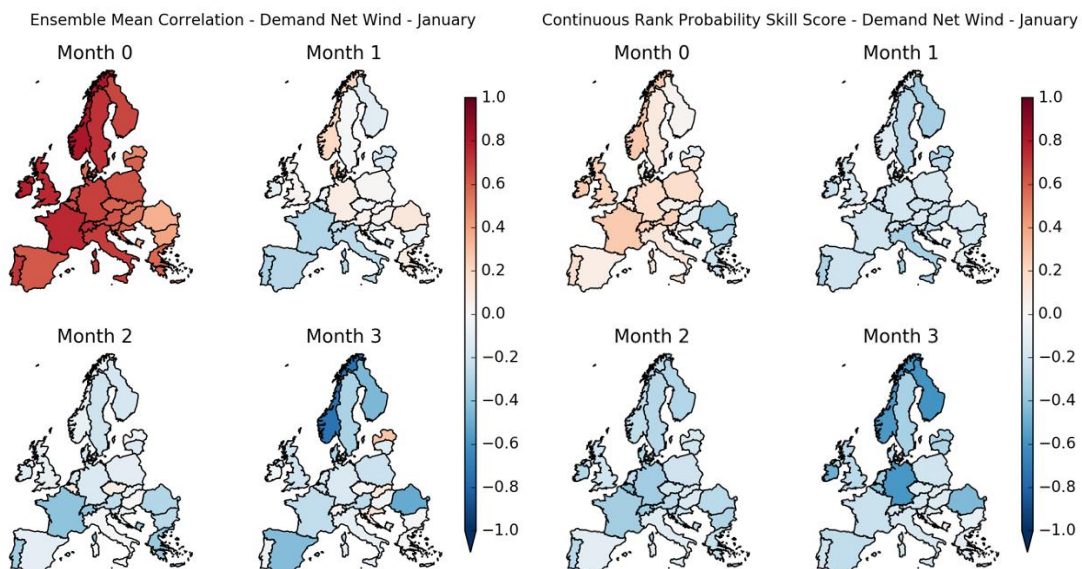 Ensemble Mean Correlation - Demand Net Wind - January
Month 0
Month 1
1.0
0.8
0.6
0.4
0.2
0.0
−0.2
−0.4
−0.6
−0.8
−1.0
Month 2
Month 3
Continuous Rank Probability Skill Score - Demand Net Wind - January
Month 0
Month 1
1.0
0.8
0.6
0.4
0.2
0.0
−0.2
−0.4
−0.6
−0.8
−1.0
Month 2
Month 3